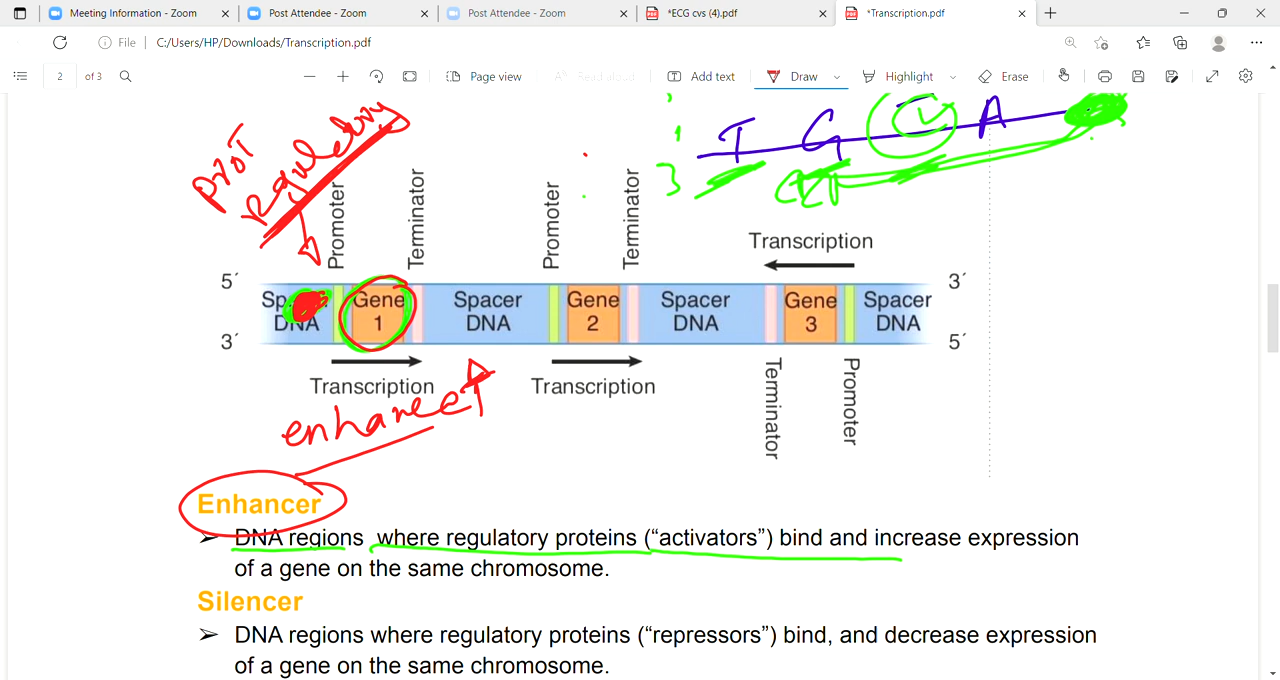 Meeting Information - Zoom
Post Attendee - Zoom
Post Attendee - Zoom
*ECG cvs (4).pdf
*Transcription.pdf
File C:/Users/HP/Downloads/Transcription.pdf
2 of 3
Page view
Read aloud
Add text
Draw
Highlight
Erase
T G A
3
Prot
Regulatory
Promoter
Terminator
Promoter
Terminator
Transcription
5´
3´
DNA
Gene
1
Spacer
DNA
Gene
2
Spacer
DNA
Gene
3
Spacer
DNA
3´
5´
Transcription
Transcription
Terminator
Promoter
enhancer
Enhancer
➢ DNA regions where regulatory proteins (“activators”) bind and increase expression
of a gene on the same chromosome.
Silencer
➢ DNA regions where regulatory proteins (“repressors”) bind, and decrease expression
of a gene on the same chromosome.